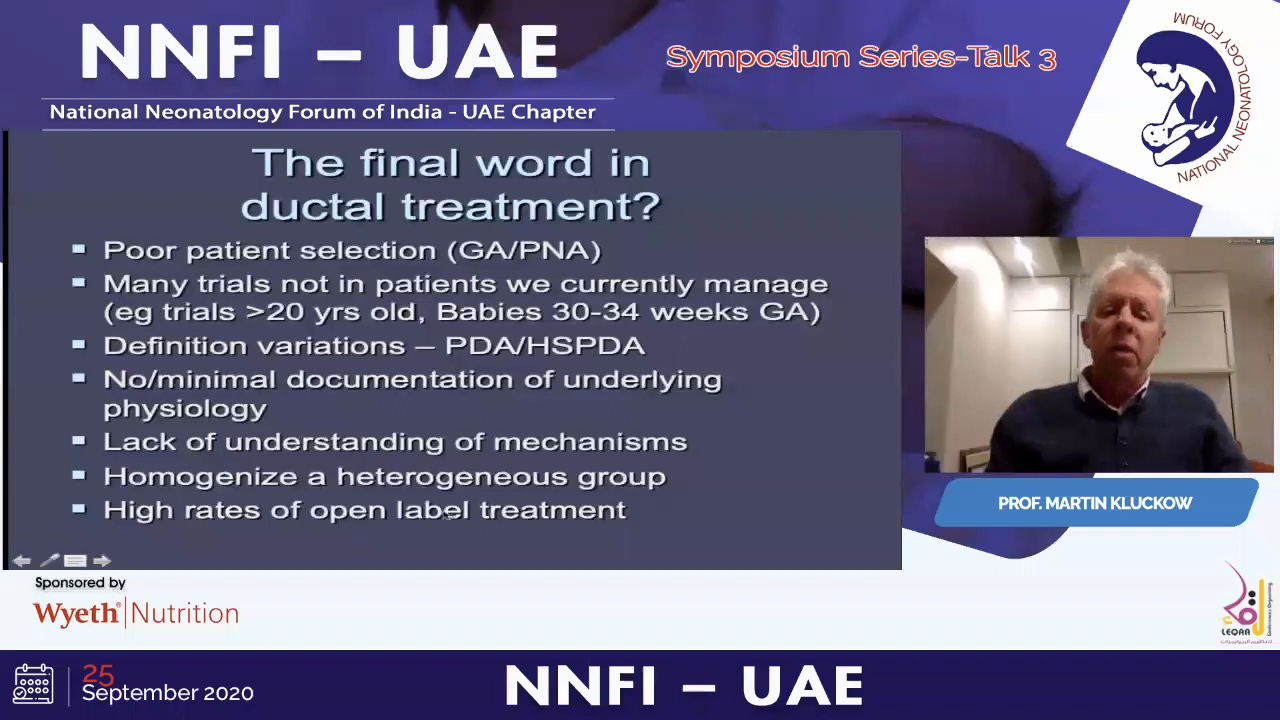 NNFI – UAE
National Neonatology Forum of India - UAE Chapter
Symposium Series-Talk 3
NATIONAL NEONATOLOGY FORUM
The final word in
ductal treatment?
Poor patient selection (GA/PNA)
Many trials not in patients we currently manage
(eg trials >20 yrs old, Babies 30-34 weeks GA)
Definition variations – PDA/HSPDA
No/minimal documentation of underlying
physiology
Lack of understanding of mechanisms
Homogenize a heterogeneous group
High rates of open label treatment
PROF. MARTIN KLUCKOW
Sponsored by
Wyeth® Nutrition
LEQAA
25
September 2020
NNFI – UAE